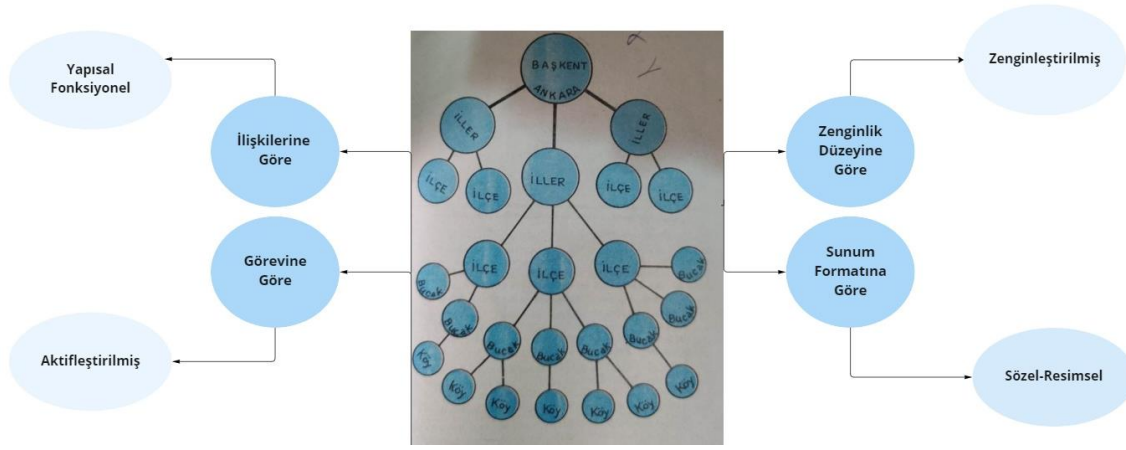 Yapısal
Fonksiyonel
İlişkilerine
Göre
Görevine
Göre
Aktifleştirilmiş
BAŞKENT
ANKARA
İLLER
İLLER
İLÇE
İLÇE
İLLER
İLÇE
İLÇE
İLÇE
İLÇE
İLÇE
Bucak
Bucak
Bucak
Bucak
Bucak
Bucak
Bucak
Bucak
Köy
Köy
Köy
Köy
Köy
Köy
Köy
Zenginleştirilmiş
Zenginlik
Düzeyine
Göre
Sunum
Formatına
Göre
Sözel-Resimsel